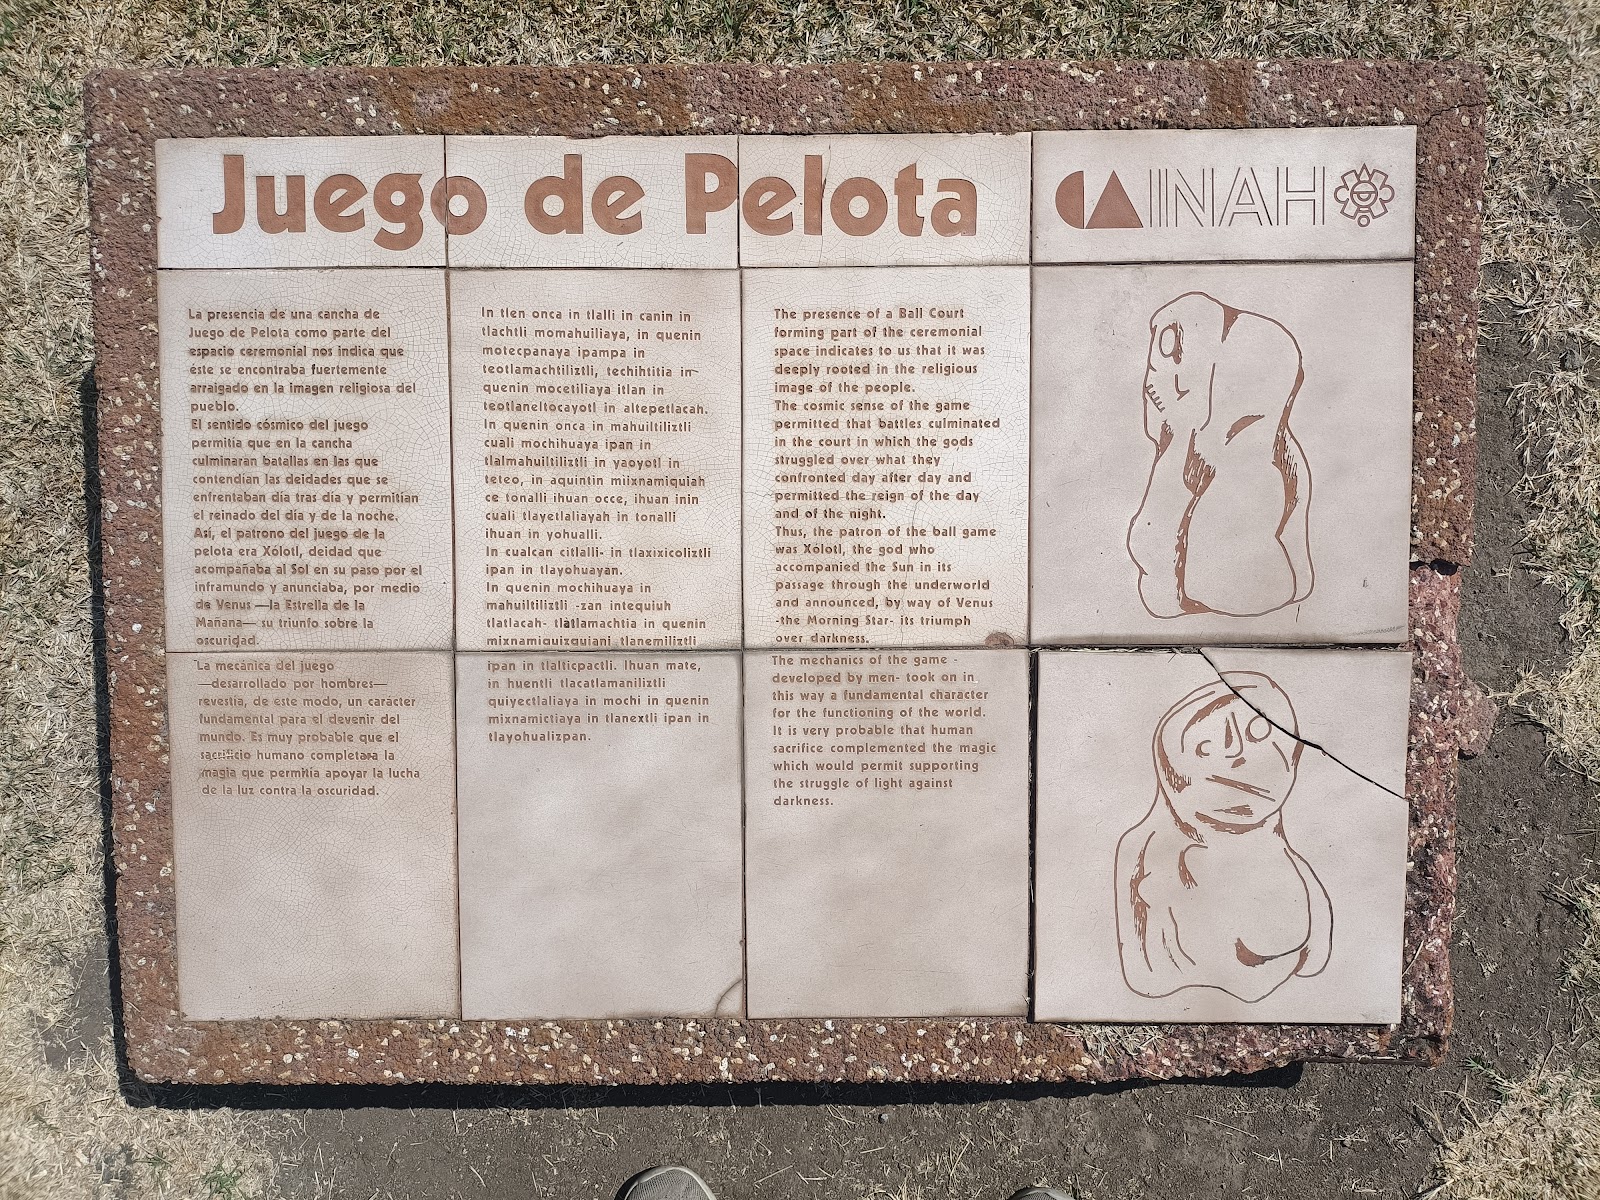 Juego de Pelota
CA INAH
La presencia de una cancha de
Juego de Pelota como parte del
espacio ceremonial nos indica que
éste se encontraba fuertemente
arraigado en la imagen religiosa del
pueblo.
El sentido cósmico del juego
permitía que en la cancha
culminaran batallas en las que
contendían las deidades que se
enfrentaban día tras día y permitían
el reinado del día y de la noche.
Así, el patrono del juego de la
pelota era Xólotl, deidad que
acompañaba al Sol en su paso por el
inframundo y anunciaba, por medio
de Venus —la Estrella de la
Mañana— su triunfo sobre la
oscuridad.
La mecánica del juego
—desarrollado por hombres—
revestía, de este modo, un carácter
fundamental para el devenir del
mundo. Es muy probable que el
sacrificio humano completara la
magia que permitía apoyar la lucha
de la luz contra la oscuridad.
In tlen onca in tlalli in canin in
tlachtli momahuiliaya, in quenin
motecpanaya ipampa in
teotlamachtiliztli, techihtitia in
quenin mocetiliaya itlan in
teotlaneltocayotl in altepetlacah.
In quenin onca in mahuiltiliztli
cuali mochihuaya ipan in
tlalmahuiltiliztli in yaoyotl in
teteo, in aquintin miixnamiquiah
ce tonalli ihuan occe, ihuan inin
cuali tlayetlaliayah in tonalli
ihuan in yohualli.
In cualcan citlalli- in tlaxixicoliztli
ipan in tlayohuayan.
In quenin mochihuaya in
mahuiltiliztli -zan intequiuh
tlatlacah- tlatlamachtia in quenin
mixnamiquizquiani tlanemiliztli
ipan in tlalticpactli. Ihuan mate,
in huentli tlacatlamaniliztli
quiyectlaliaya in mochi in quenin
mixnamictiaya in tlanextli ipan in
tlayohualizpan.
The presence of a Ball Court
forming part of the ceremonial
space indicates to us that it was
deeply rooted in the religious
image of the people.
The cosmic sense of the game
permitted that battles culminated
in the court in which the gods
struggled over what they
confronted day after day and
permitted the reign of the day
and of the night.
Thus, the patron of the ball game
was Xólotl, the god who
accompanied the Sun in its
passage through the underworld
and announced, by way of Venus
-the Morning Star- its triumph
over darkness.
The mechanics of the game -
developed by men- took on in
this way a fundamental character
for the functioning of the world.
It is very probable that human
sacrifice complemented the magic
which would permit supporting
the struggle of light against
darkness.